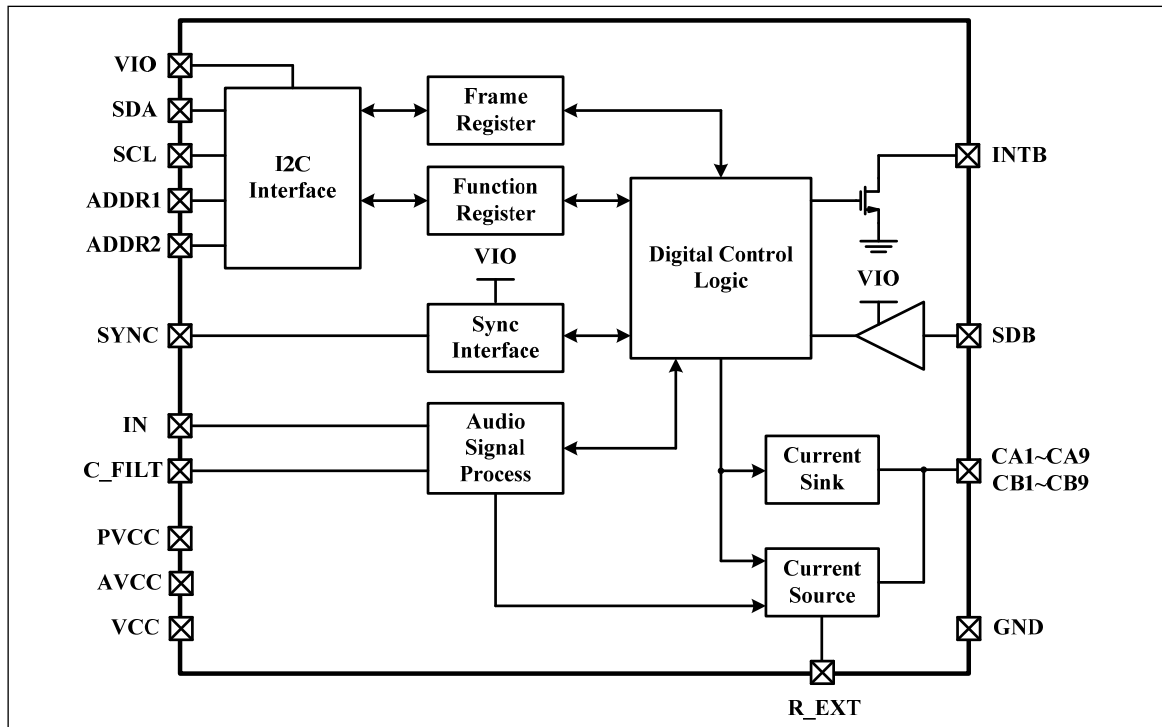 VIO
SDA
SCL
ADDR1
ADDR2
SYNC
IN
C_FILT
PVCC
AVCC
VCC
I2C
Interface
Frame
Register
Function
Register
VIO
Sync
Interface
Audio
Signal
Process
Digital Control
Logic
VIO
Current
Sink
Current
Source
INTB
SDB
CA1~CA9
CB1~CB9
GND
R_EXT